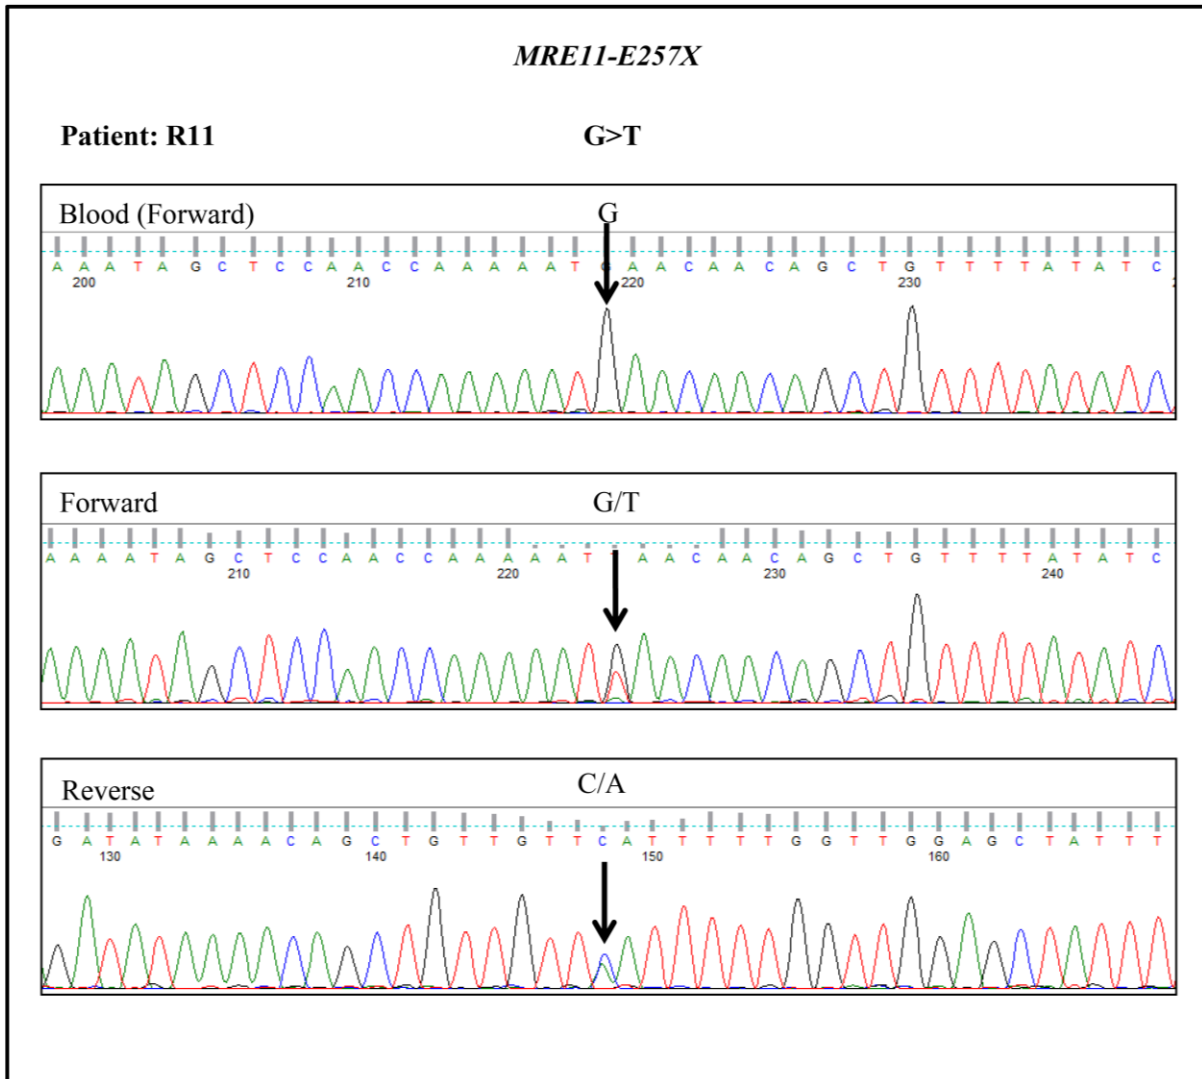 MRE11-E257X
Patient: R11 G>T
Blood (Forward) G
A A A T A G C T C C A A C C A A A A A T G A A C A A C A G C T G T T T T A T A T C
200 210 220 230
Forward G/T
A A A A T A G C T C C A A C C A A A A A T T A A C A A C A G C T G T T T T A T A T C
210 220 230 240
Reverse C/A
G A T A T A A A A C A G C T G T T G T T C A T T T T T G G T T G G A G C T A T T T
130 140 150 160